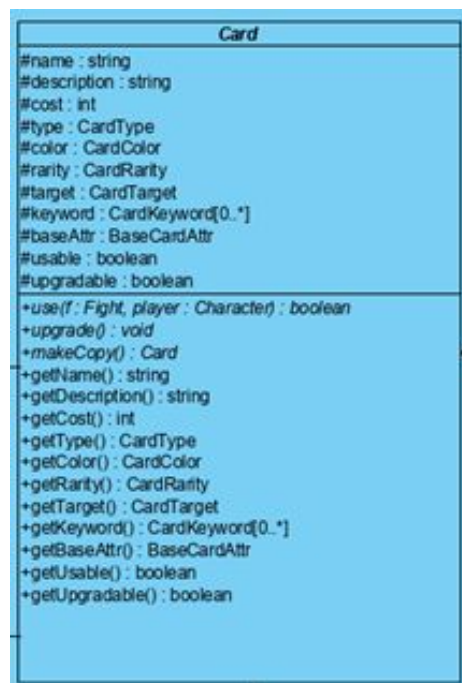 Card
#name : string
#description : string
#cost : int
#type : CardType
#color : CardColor
#rarity : CardRarity
#target : CardTarget
#keyword : CardKeyword[0..*]
#baseAttr : BaseCardAttr
#usable : boolean
#upgradable : boolean
+use(f : Fight, player : Character) : boolean
+upgrade() : void
+makeCopy() : Card
+getName() : string
+getDescription() : string
+getCost() : int
+getType() : CardType
+getColor() : CardColor
+getRarity() : CardRarity
+getTarget() : CardTarget
+getKeyword() : CardKeyword[0..*]
+getBaseAttr() : BaseCardAttr
+getUsable() : boolean
+getUpgradable() : boolean